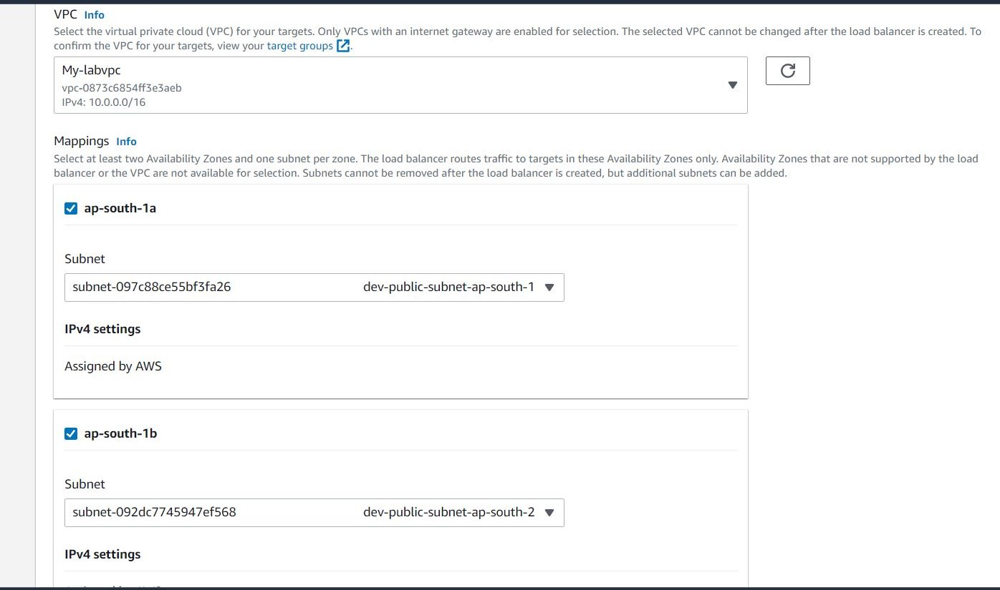 VPC Info
Select the virtual private cloud (VPC) for your targets. Only VPCs with an internet gateway are enabled for selection. The selected VPC cannot be changed after the load balancer is created. To
confirm the VPC for your targets, view your target groups.
My-labvpc
vpc-0873c6854ff3e3aeb
IPv4: 10.0.0.0/16
Mappings Info
Select at least two Availability Zones and one subnet per zone. The load balancer routes traffic to targets in these Availability Zones only. Availability Zones that are not supported by the load
balancer or the VPC are not available for selection. Subnets cannot be removed after the load balancer is created, but additional subnets can be added.
ap-south-1a
Subnet
subnet-097c88ce55bf3fa26 dev-public-subnet-ap-south-1
IPv4 settings
Assigned by AWS
ap-south-1b
Subnet
subnet-092dc7745947ef568 dev-public-subnet-ap-south-2
IPv4 settings